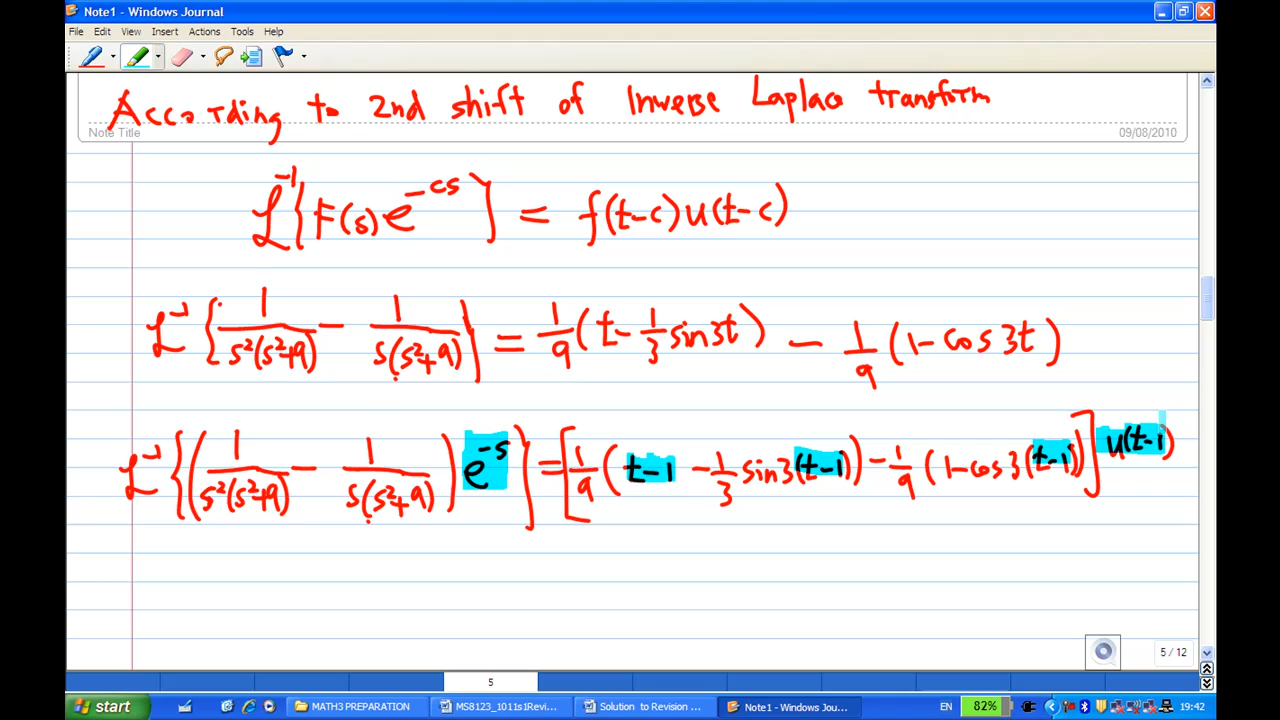 Note1 - Windows Journal
File Edit View Insert Actions Tools Help
According to 2nd shift of Inverse Laplace transform
Note Title 09/08/2010
ℒ⁻¹{F(s)e^(-cs)} = f(t-c)u(t-c)
ℒ⁻¹{1/(s²(s²+9)) - 1/(s(s²+9))} = 1/9(t - 1/3 sin3t) - 1/9(1-cos3t)
ℒ⁻¹{(1/(s²(s²+9)) - 1/(s(s²+9)))e^(-s)} = [1/9(t-1 - 1/3 sin3(t-1)) - 1/9(1-cos3(t-1))]u(t-1)
5 / 12
5
start MATH3 PREPARATION MS8123_1011s1Revi... Solution to Revision ... Note1 - Windows Jou... EN 82% 19:42